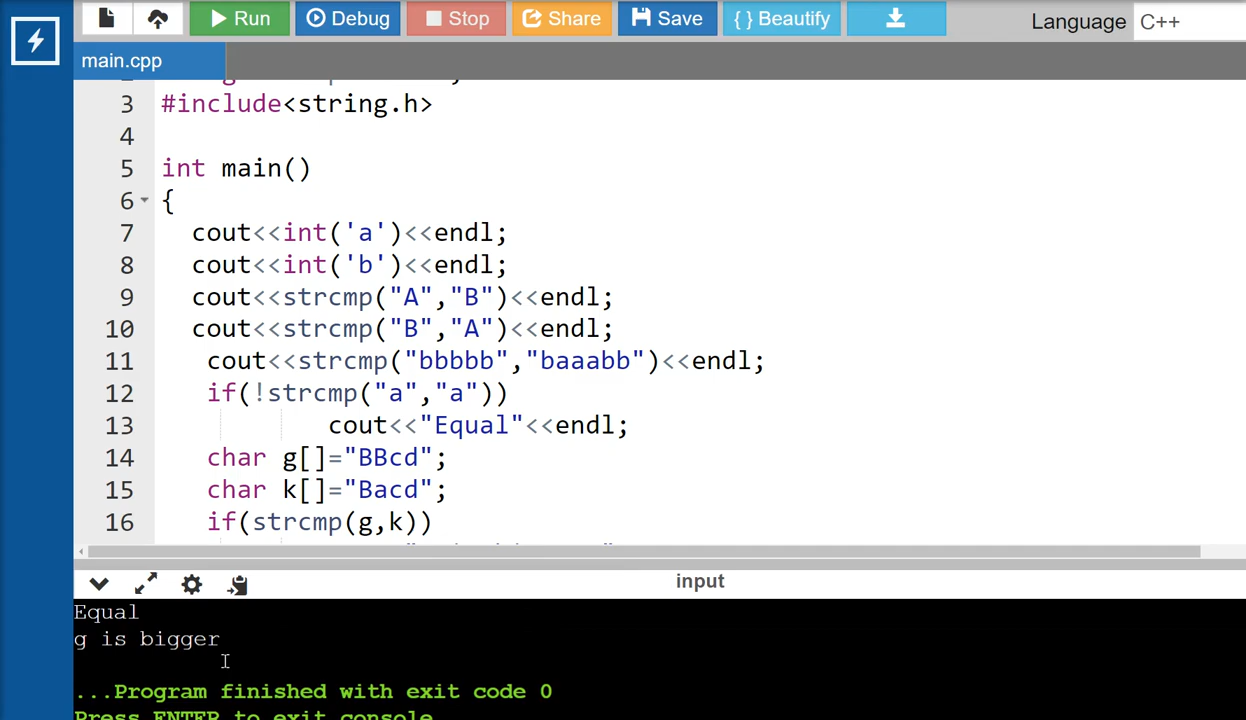 Run Debug Stop Share Save { } Beautify Language C++
main.cpp
3 #include<string.h>
4
5 int main()
6 {
7 cout<<int('a')<<endl;
8 cout<<int('b')<<endl;
9 cout<<strcmp("A","B")<<endl;
10 cout<<strcmp("B","A")<<endl;
11 cout<<strcmp("bbbbb","baaabb")<<endl;
12 if(!strcmp("a","a"))
13 cout<<"Equal"<<endl;
14 char g[]="BBcd";
15 char k[]="Bacd";
16 if(strcmp(g,k))
input
Equal
g is bigger
...Program finished with exit code 0
Press ENTER to exit console.